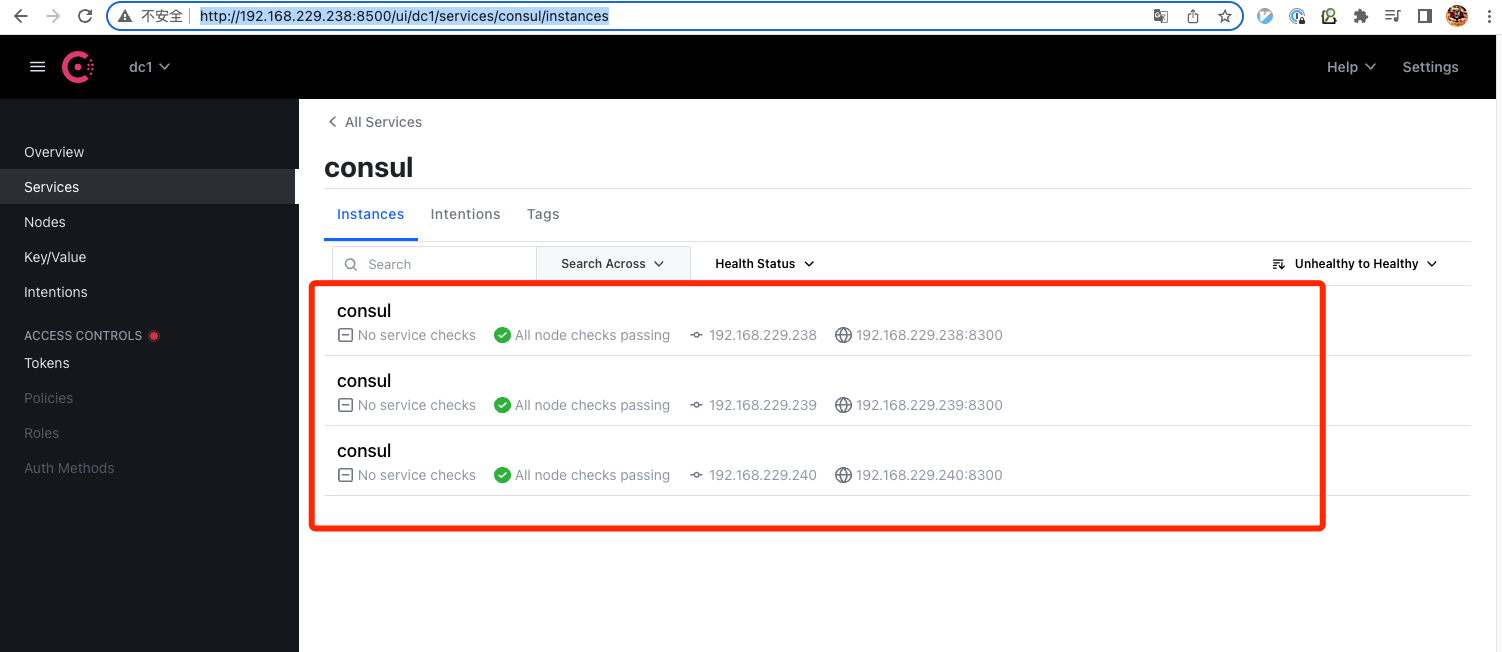 不安全 http://192.168.229.238:8500/ui/dc1/services/consul/instances
dc1 Help Settings
Overview
Services
Nodes
Key/Value
Intentions
ACCESS CONTROLS
Tokens
Policies
Roles
Auth Methods
All Services
consul
Instances Intentions Tags
Search Search Across Health Status Unhealthy to Healthy
consul
No service checks All node checks passing 192.168.229.238 192.168.229.238:8300
consul
No service checks All node checks passing 192.168.229.239 192.168.229.239:8300
consul
No service checks All node checks passing 192.168.229.240 192.168.229.240:8300